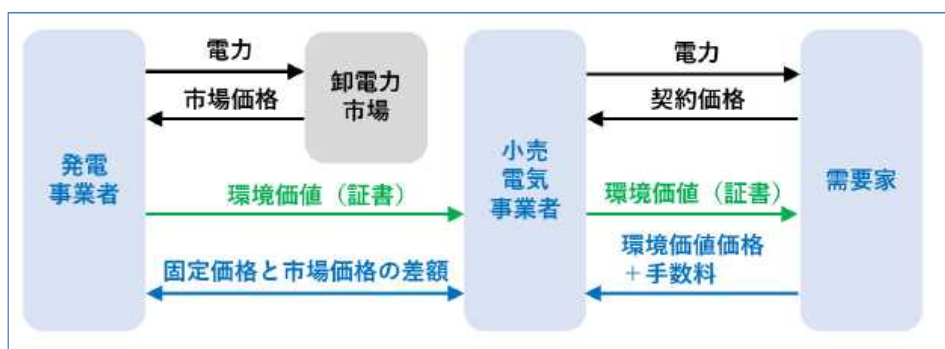 電力
市場価格
卸電力
市場
電力
契約価格
発電
事業者
小売
電気
事業者
需要家
環境価値（証書）
環境価値（証書）
固定価格と市場価格の差額
環境価値価格
＋手数料